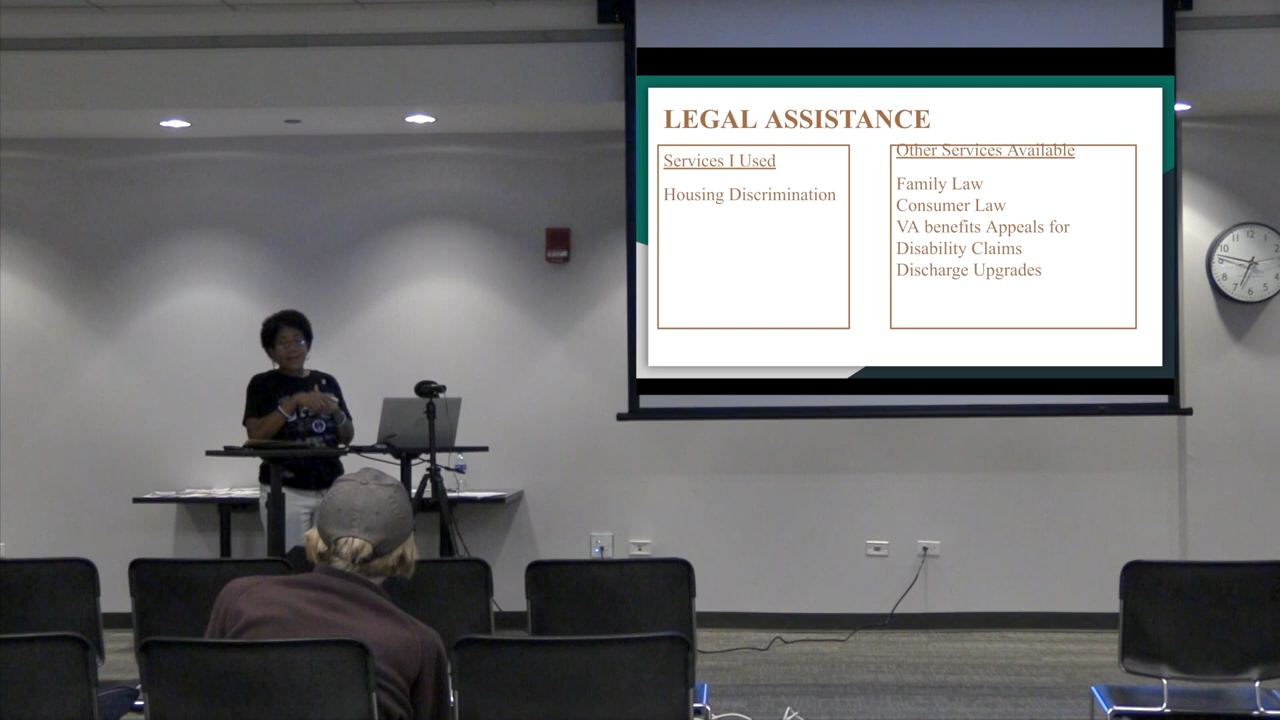 LEGAL ASSISTANCE
Services I Used
Housing Discrimination
Other Services Available
Family Law
Consumer Law
VA benefits Appeals for
Disability Claims
Discharge Upgrades